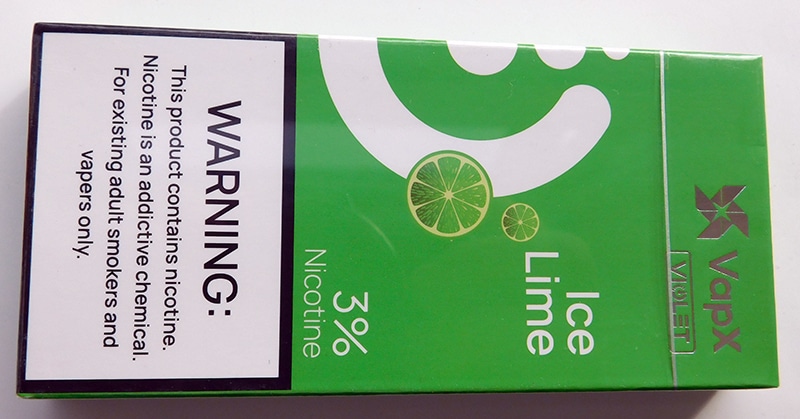 VapX
VIOLET
Ice
Lime
3%
Nicotine
WARNING:
This product contains nicotine.
Nicotine is an addictive chemical.
For existing adult smokers and
vapers only.